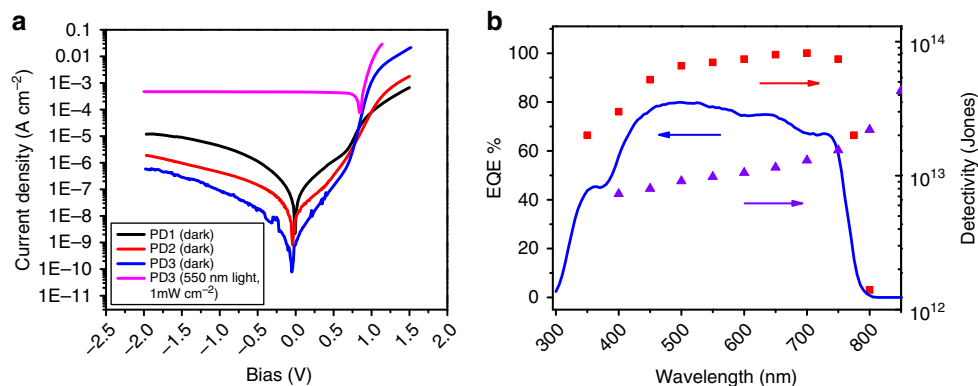 a
Current density (A cm⁻²)
0.1
0.01
1E–3
1E–4
1E–5
1E–6
1E–7
1E–8
1E–9
1E–10
1E–11
PD1 (dark)
PD2 (dark)
PD3 (dark)
PD3 (550 nm light,
1mW cm⁻²)
–2.5 –2.0 –1.5 –1.0 –0.5 0.0 0.5 1.0 1.5 2.0
Bias (V)
b
EQE %
100
80
60
40
20
0
10¹⁴
10¹³
10¹²
Detectivity (Jones)
300 400 500 600 700 800
Wavelength (nm)